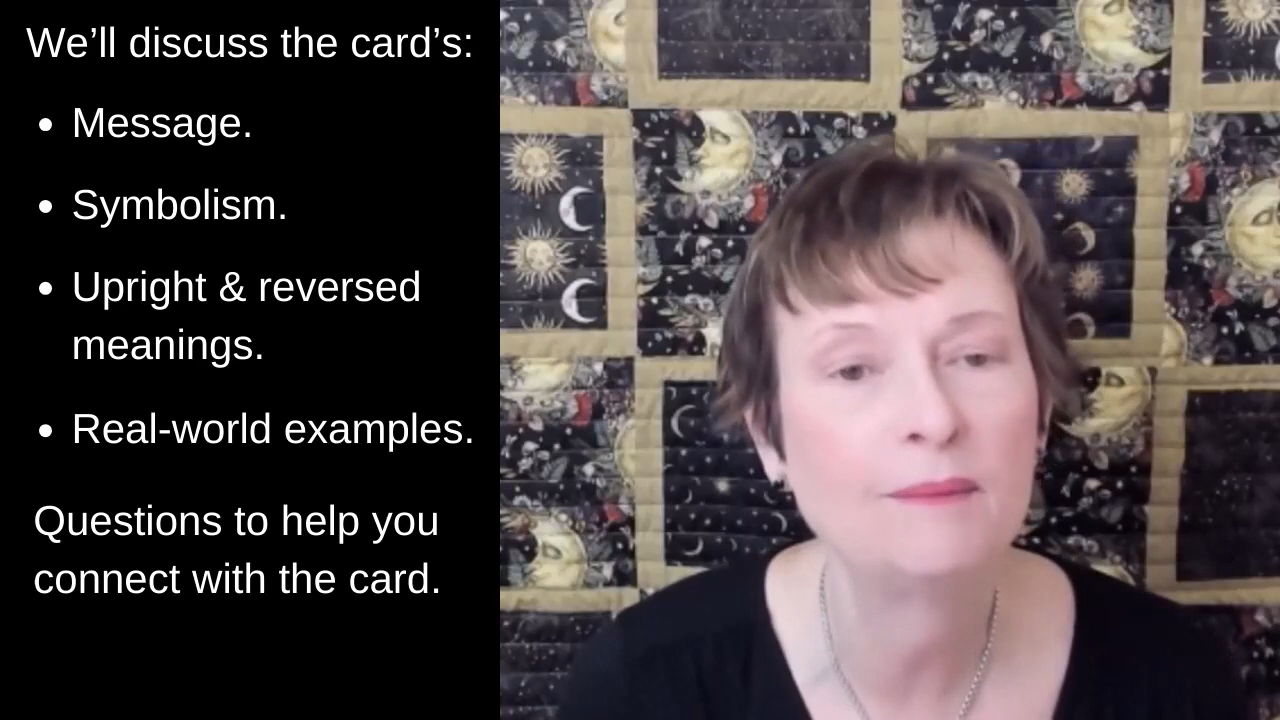 We’ll discuss the card’s:
• Message.
• Symbolism.
• Upright & reversed
meanings.
• Real-world examples.
Questions to help you
connect with the card.